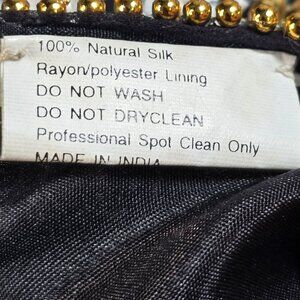 100% Natural Silk
Rayon/polyester Lining
DO NOT WASH
DO NOT DRYCLEAN
Professional Spot Clean Only
MADE IN INDIA